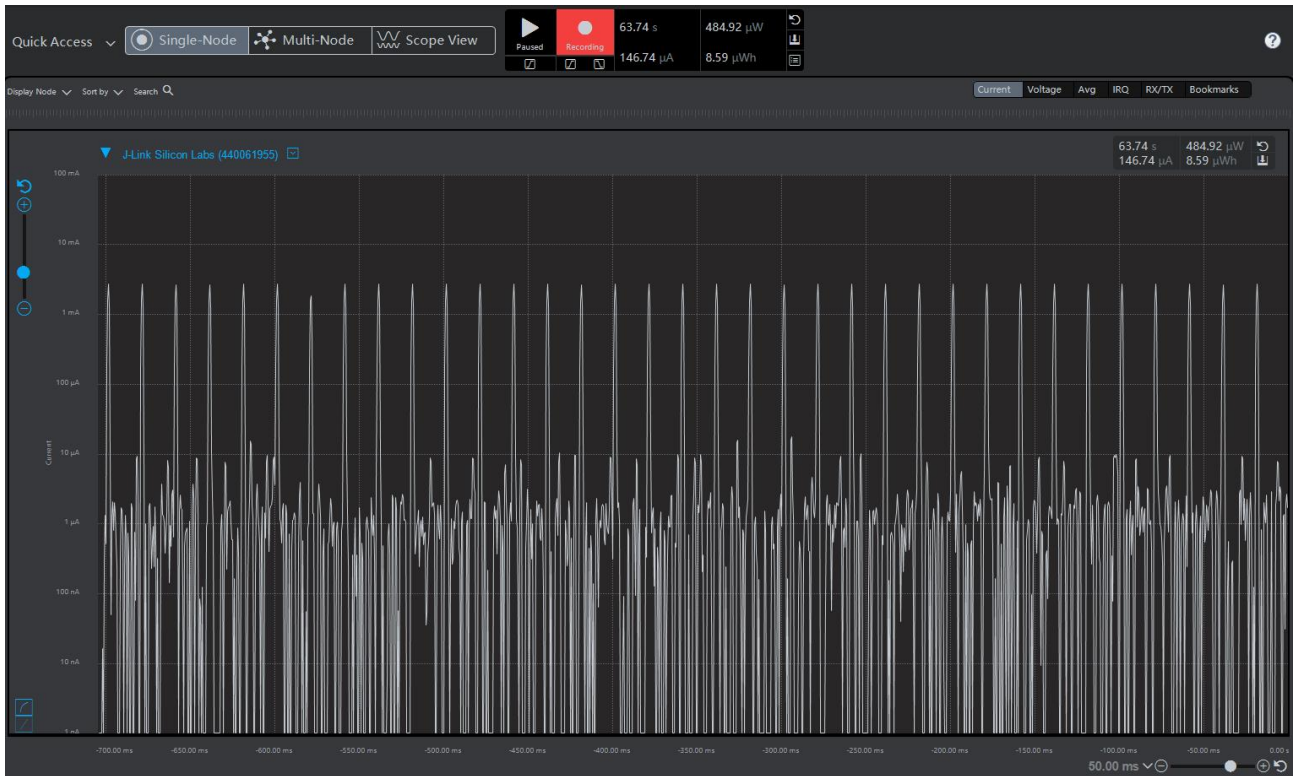 Quick Access Single-Node Multi-Node Scope View
Paused Recording
63.74 s 484.92 μW
146.74 μA 8.59 μWh
?
Display Node Sort by Search
Current Voltage Avg IRQ RX/TX Bookmarks
J-Link Silicon Labs (440061955)
63.74 s 484.92 μW
146.74 μA 8.59 μWh
100 mA
10 mA
1 mA
100 μA
10 μA
1 μA
100 nA
10 nA
1 nA
Current
-700.00 ms -650.00 ms -600.00 ms -550.00 ms -500.00 ms -450.00 ms -400.00 ms -350.00 ms -300.00 ms -250.00 ms -200.00 ms -150.00 ms -100.00 ms -50.00 ms 0.00 s
50.00 ms